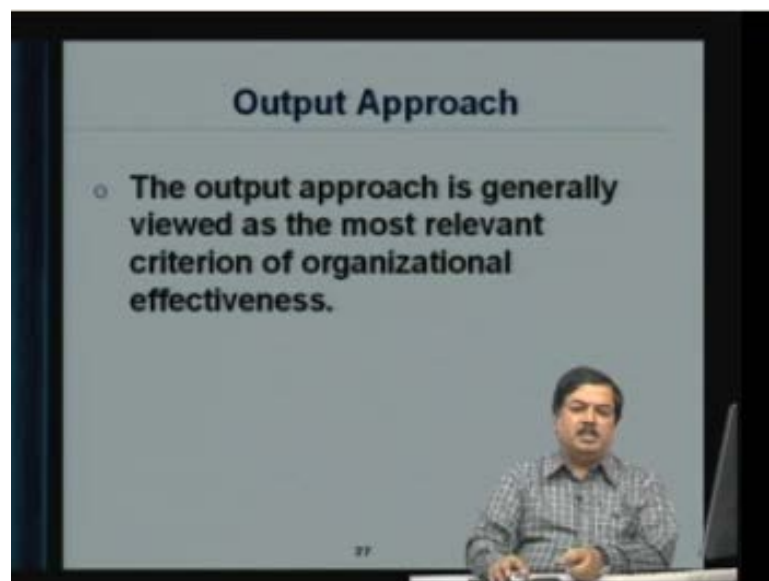 Output Approach
o The output approach is generally
viewed as the most relevant
criterion of organizational
effectiveness.